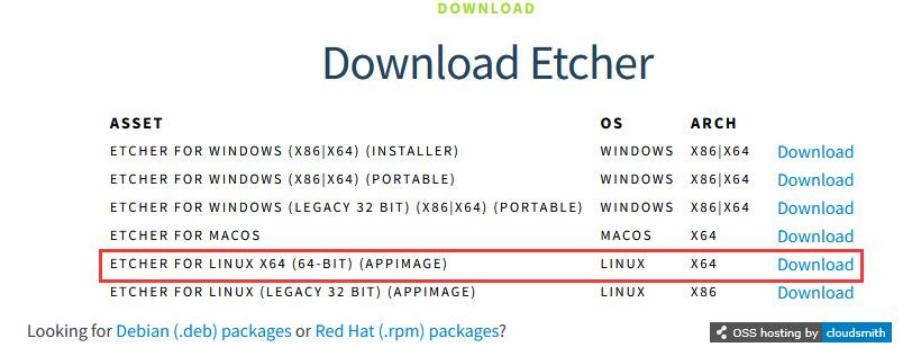 DOWNLOAD
Download Etcher
ASSET OS ARCH
ETCHER FOR WINDOWS (X86|X64) (INSTALLER) WINDOWS X86|X64 Download
ETCHER FOR WINDOWS (X86|X64) (PORTABLE) WINDOWS X86|X64 Download
ETCHER FOR WINDOWS (LEGACY 32 BIT) (X86|X64) (PORTABLE) WINDOWS X86|X64 Download
ETCHER FOR MACOS MACOS X64 Download
ETCHER FOR LINUX X64 (64-BIT) (APPIMAGE) LINUX X64 Download
ETCHER FOR LINUX (LEGACY 32 BIT) (APPIMAGE) LINUX X86 Download
Looking for Debian (.deb) packages or Red Hat (.rpm) packages? OSS hosting by cloudsmith